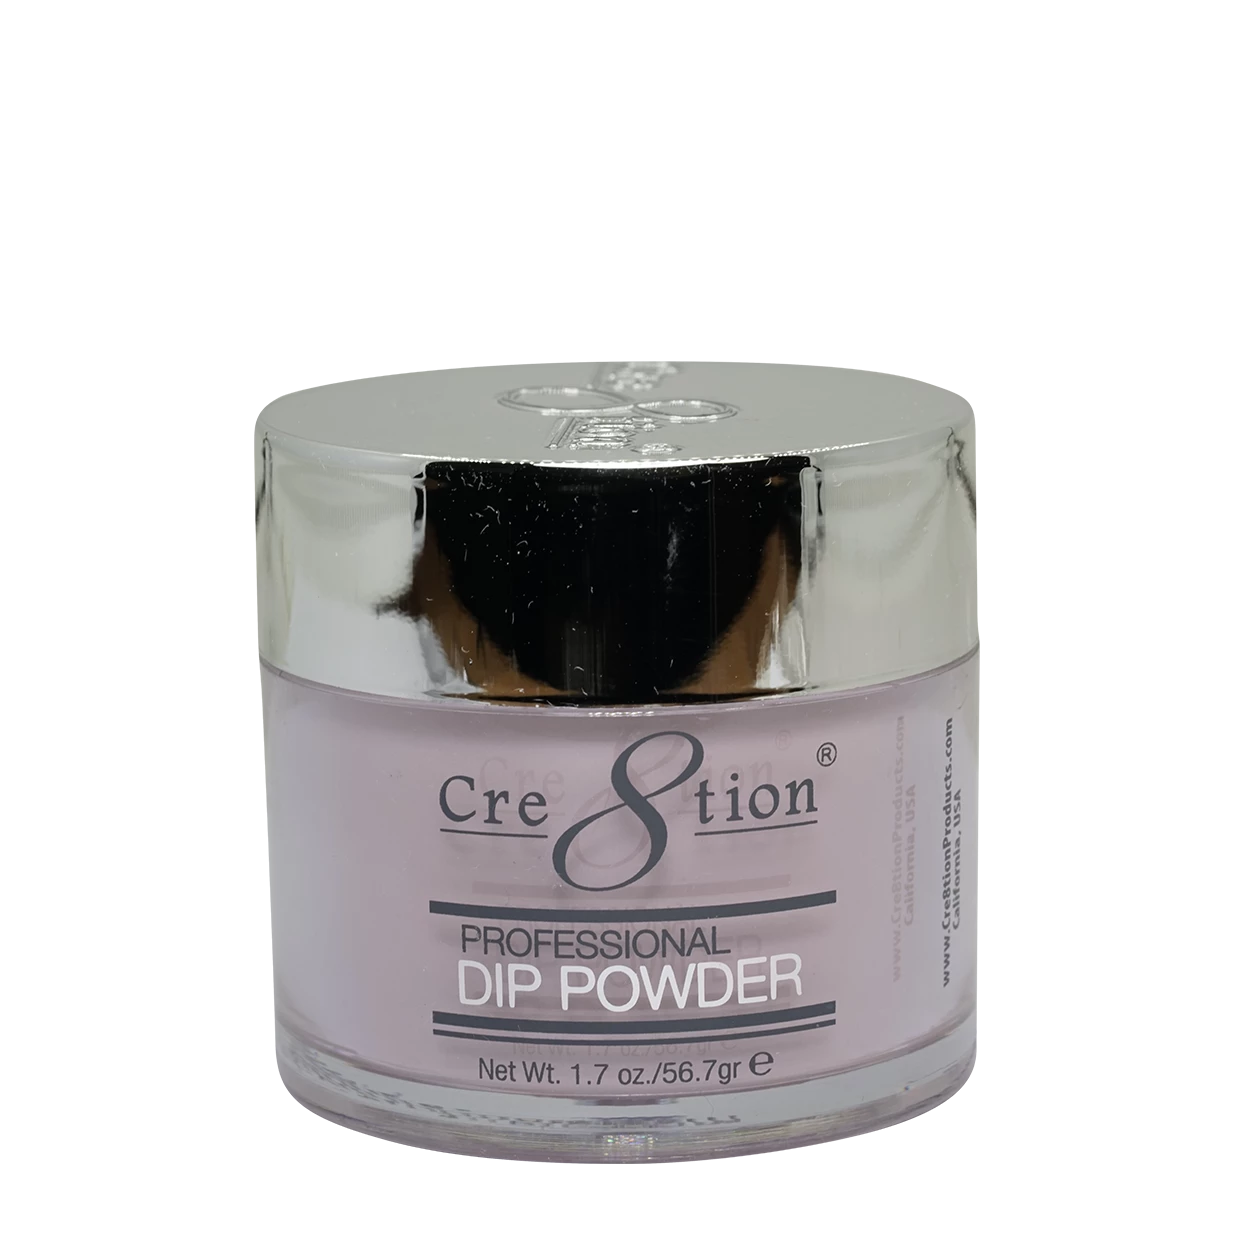 Cre8tion®
PROFESSIONAL
DIP POWDER
Net Wt. 1.7 oz./56.7gr e
www.Cre8tionProducts.com
California, USA